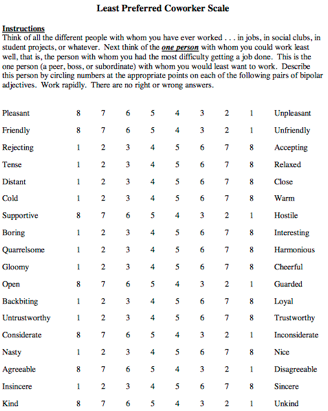 Least Preferred Coworker Scale
Instructions
Think of all the different people with whom you have ever worked . . . in jobs, in social clubs, in
student projects, or whatever. Next think of the one person with whom you could work least
well, that is, the person with whom you had the most difficulty getting a job done. This is the
one person (a peer, boss, or subordinate) with whom you would least want to work. Describe
this person by circling numbers at the appropriate points on each of the following pairs of bipolar
adjectives. Work rapidly. There are no right or wrong answers.
Pleasant 8 7 6 5 4 3 2 1 Unpleasant
Friendly 8 7 6 5 4 3 2 1 Unfriendly
Rejecting 1 2 3 4 5 6 7 8 Accepting
Tense 1 2 3 4 5 6 7 8 Relaxed
Distant 1 2 3 4 5 6 7 8 Close
Cold 1 2 3 4 5 6 7 8 Warm
Supportive 8 7 6 5 4 3 2 1 Hostile
Boring 1 2 3 4 5 6 7 8 Interesting
Quarrelsome 1 2 3 4 5 6 7 8 Harmonious
Gloomy 1 2 3 4 5 6 7 8 Cheerful
Open 8 7 6 5 4 3 2 1 Guarded
Backbiting 1 2 3 4 5 6 7 8 Loyal
Untrustworthy 1 2 3 4 5 6 7 8 Trustworthy
Considerate 8 7 6 5 4 3 2 1 Inconsiderate
Nasty 1 2 3 4 5 6 7 8 Nice
Agreeable 8 7 6 5 4 3 2 1 Disagreeable
Insincere 1 2 3 4 5 6 7 8 Sincere
Kind 8 7 6 5 4 3 2 1 Unkind